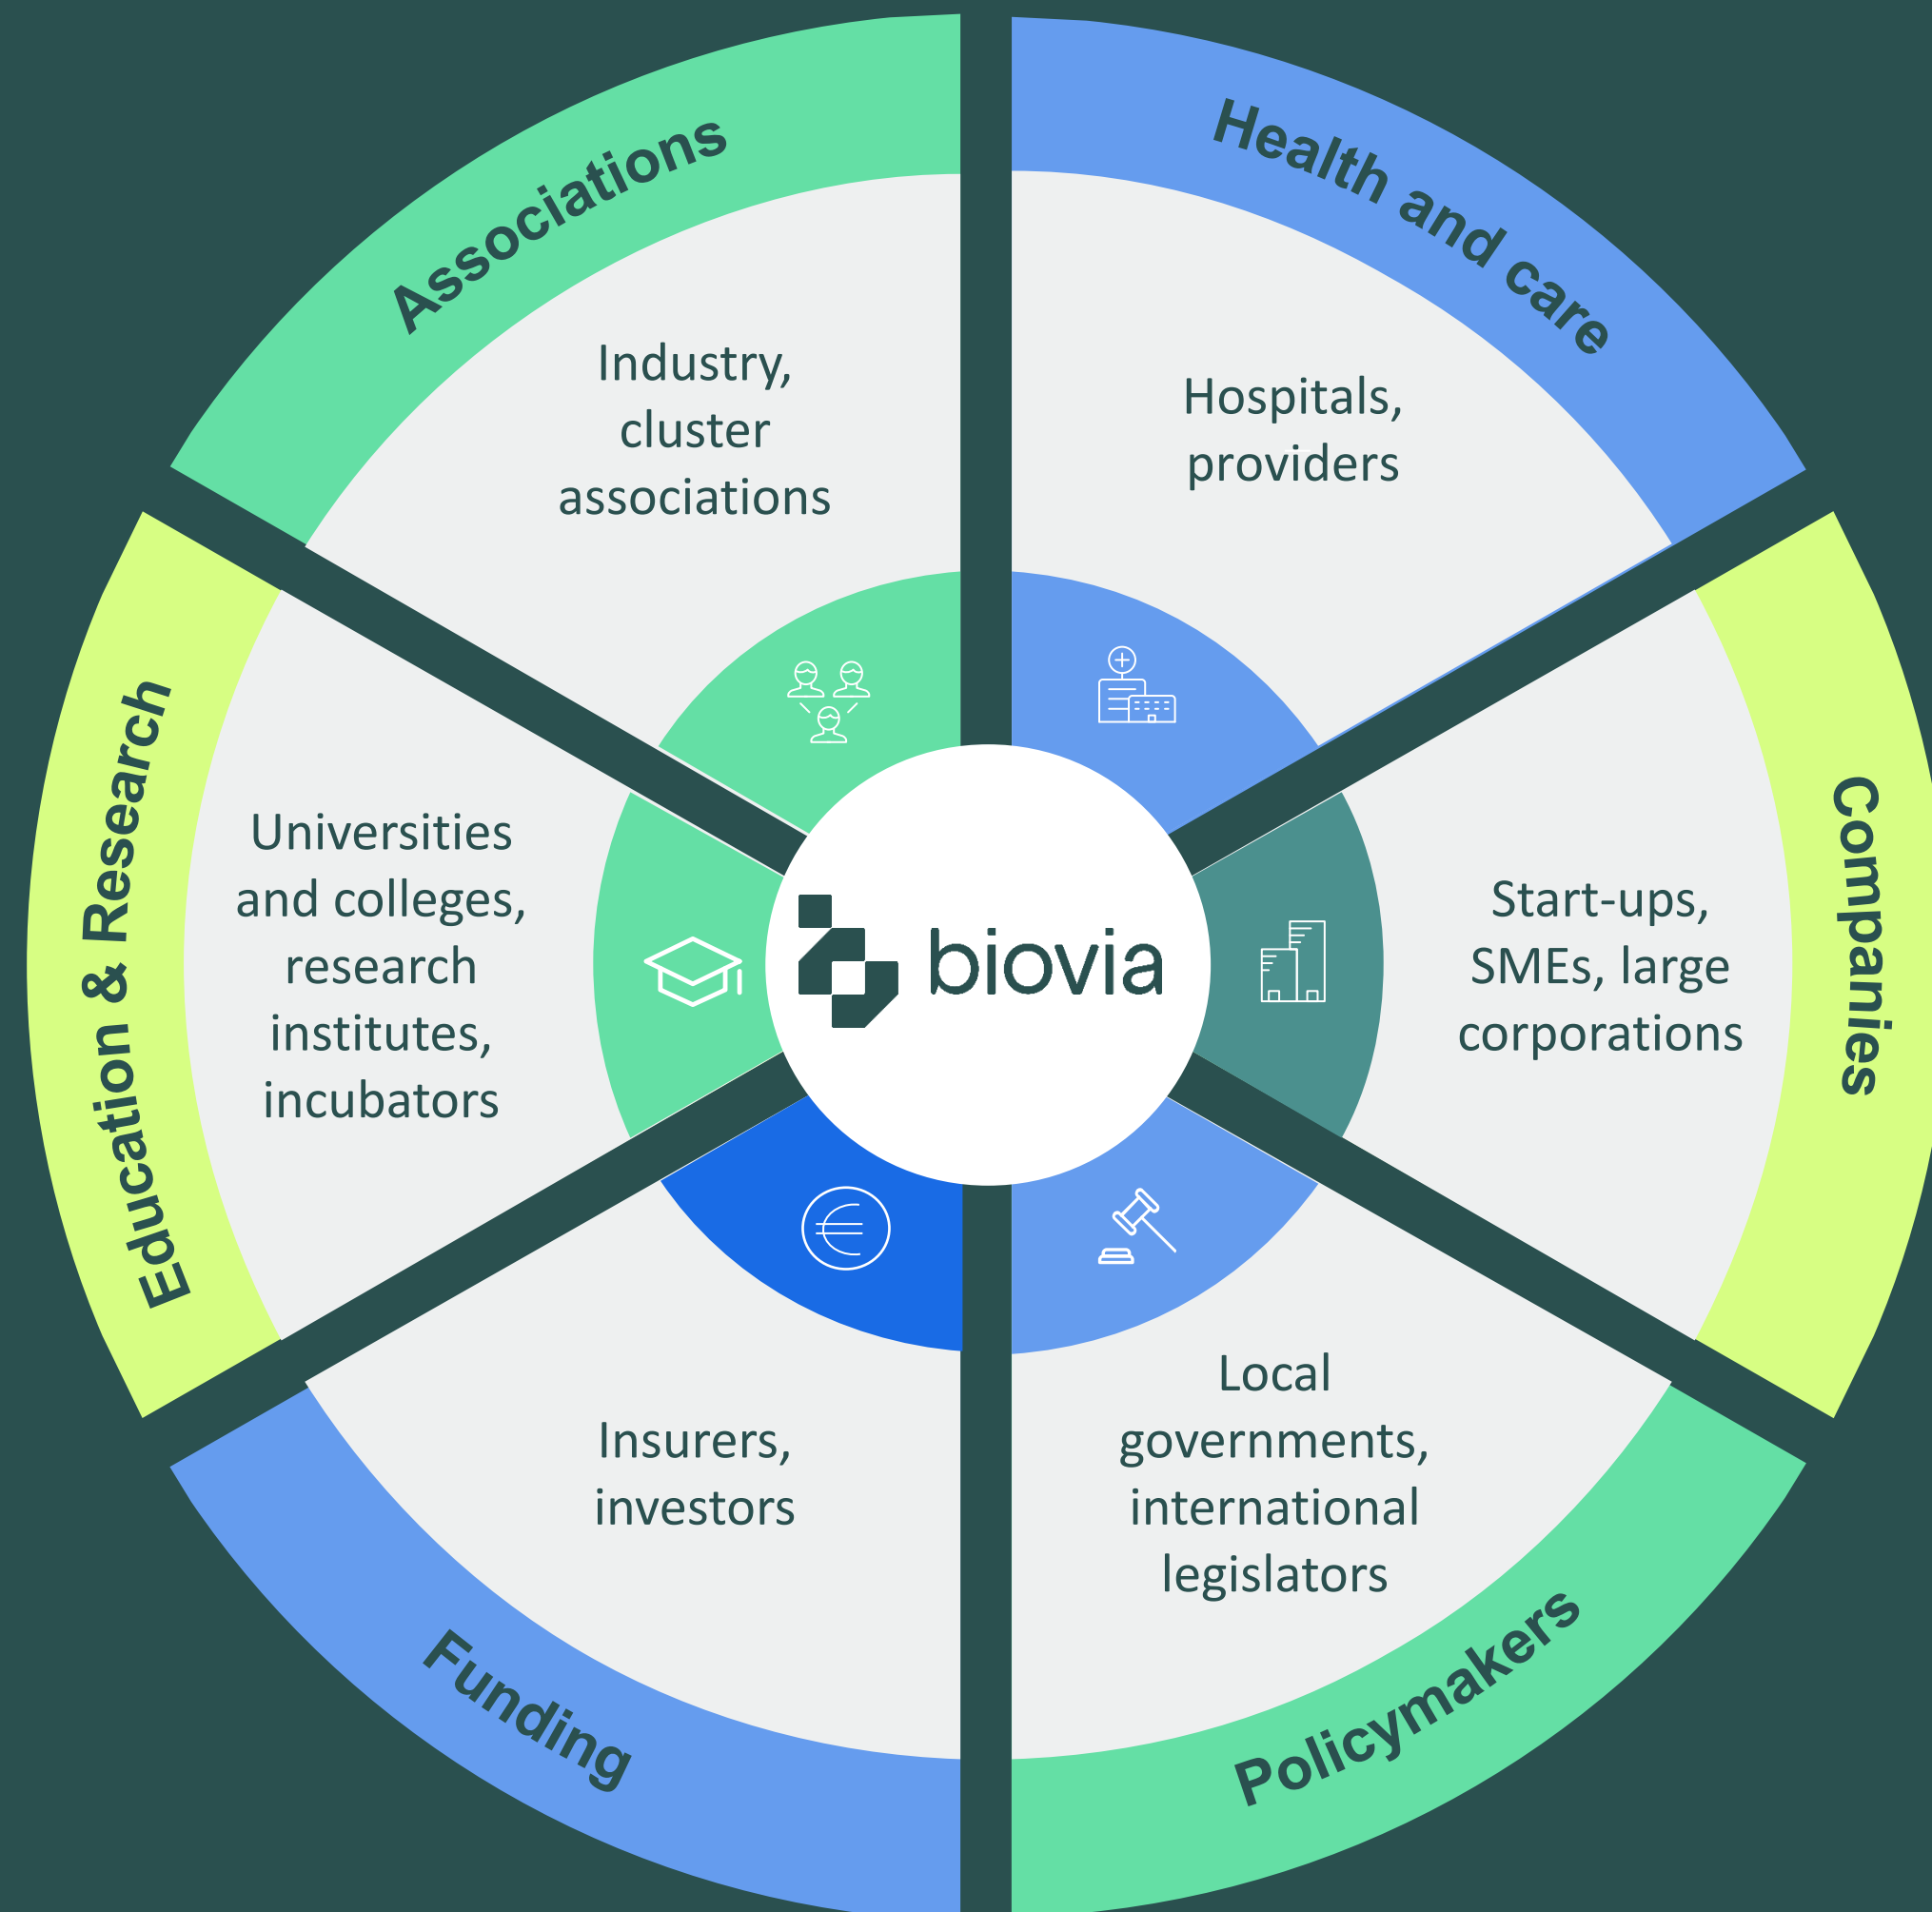 Associations
Industry,
cluster
associations
Health and care
Hospitals,
providers
Companies
Start-ups,
SMEs, large
corporations
Policymakers
Local
governments,
international
legislators
Funding
Insurers,
investors
Education & Research
Universities
and colleges,
research
institutes,
incubators
biovia